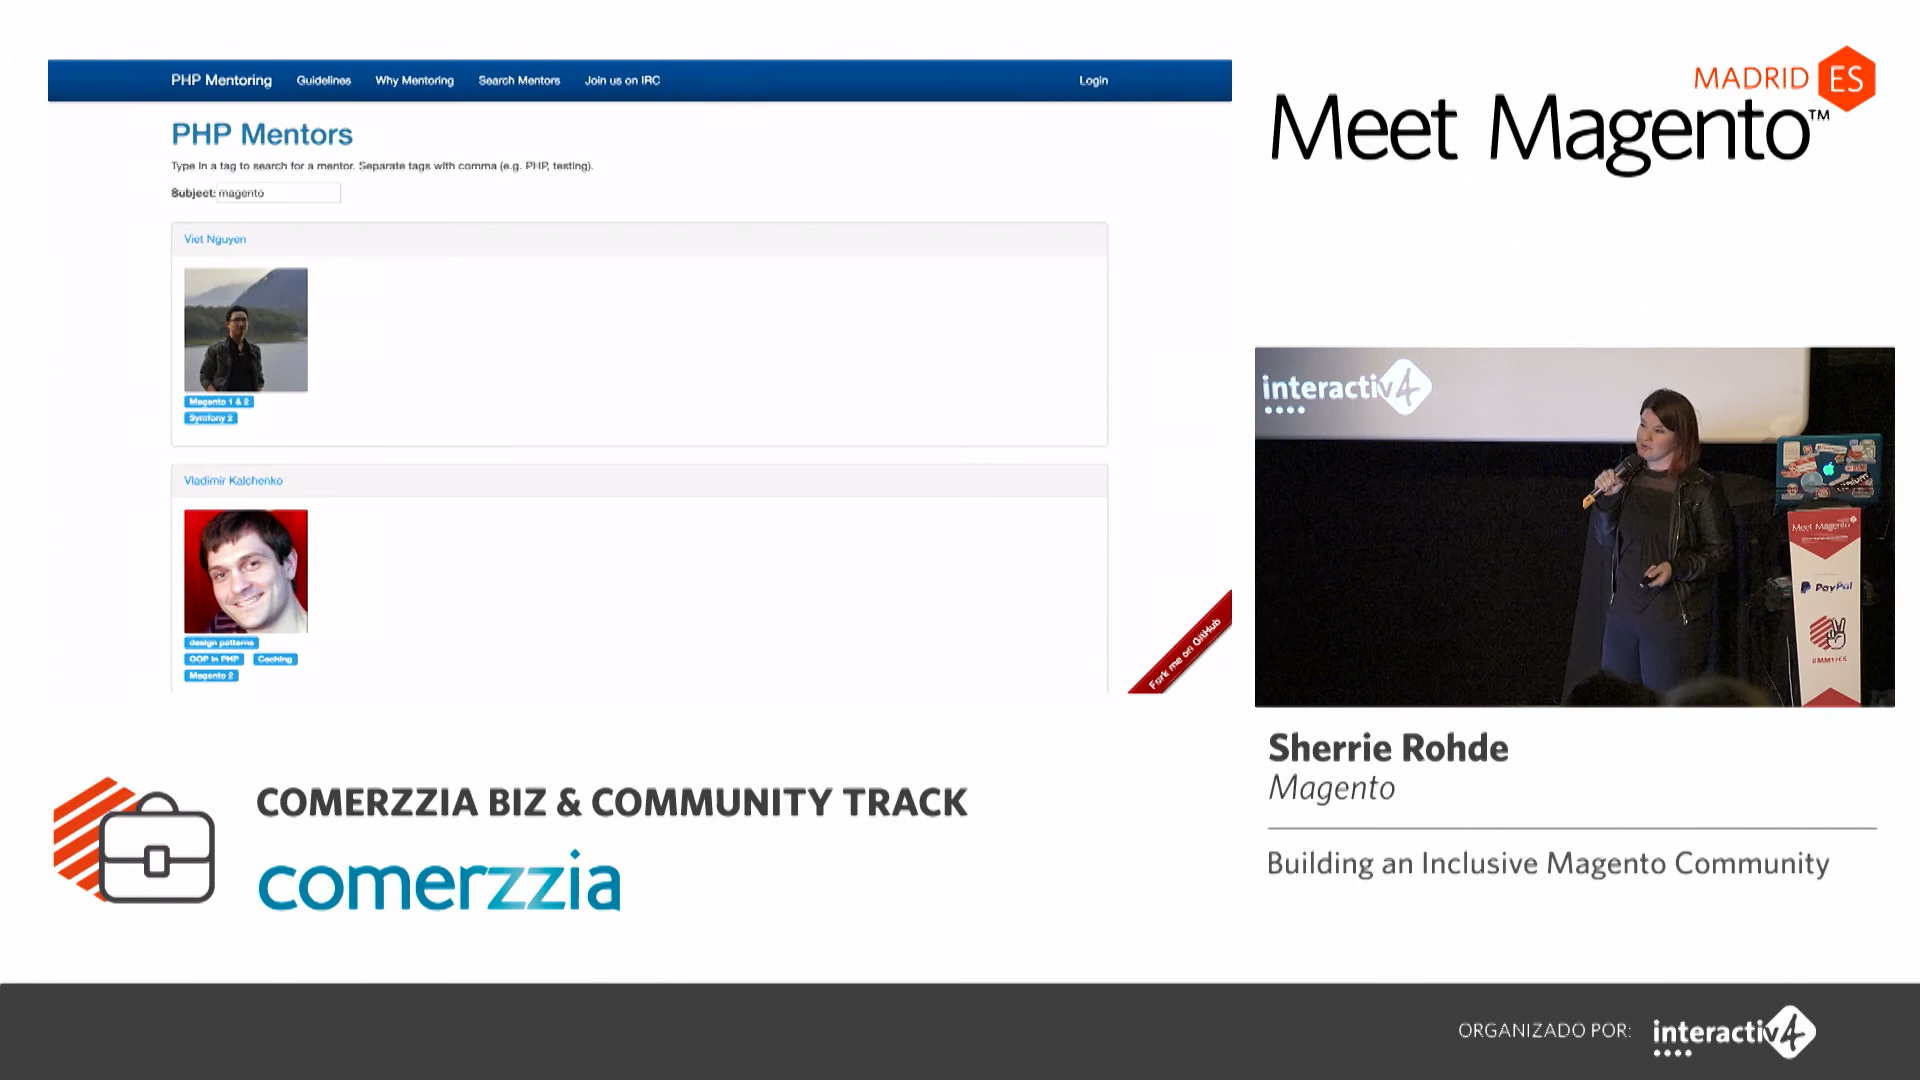 PHP Mentoring Guidelines Why Mentoring Search Mentors Join us on IRC Login
PHP Mentors
Type in a tag to search for a mentor. Separate tags with comma (e.g. PHP, testing).
Subject: magento
Viet Nguyen
Magento 1 & 2
Symfony 2
Vladimir Kalchenko
design patterns
OOP in PHP Caching
Magento 2
Fork me on GitHub
MADRID ES
Meet Magento™
interactiv4
Meet Magento
PayPal
#MM17ES
Sherrie Rohde
Magento
Building an Inclusive Magento Community
COMERZZIA BIZ & COMMUNITY TRACK
comerzzia
ORGANIZADO POR: interactiv4